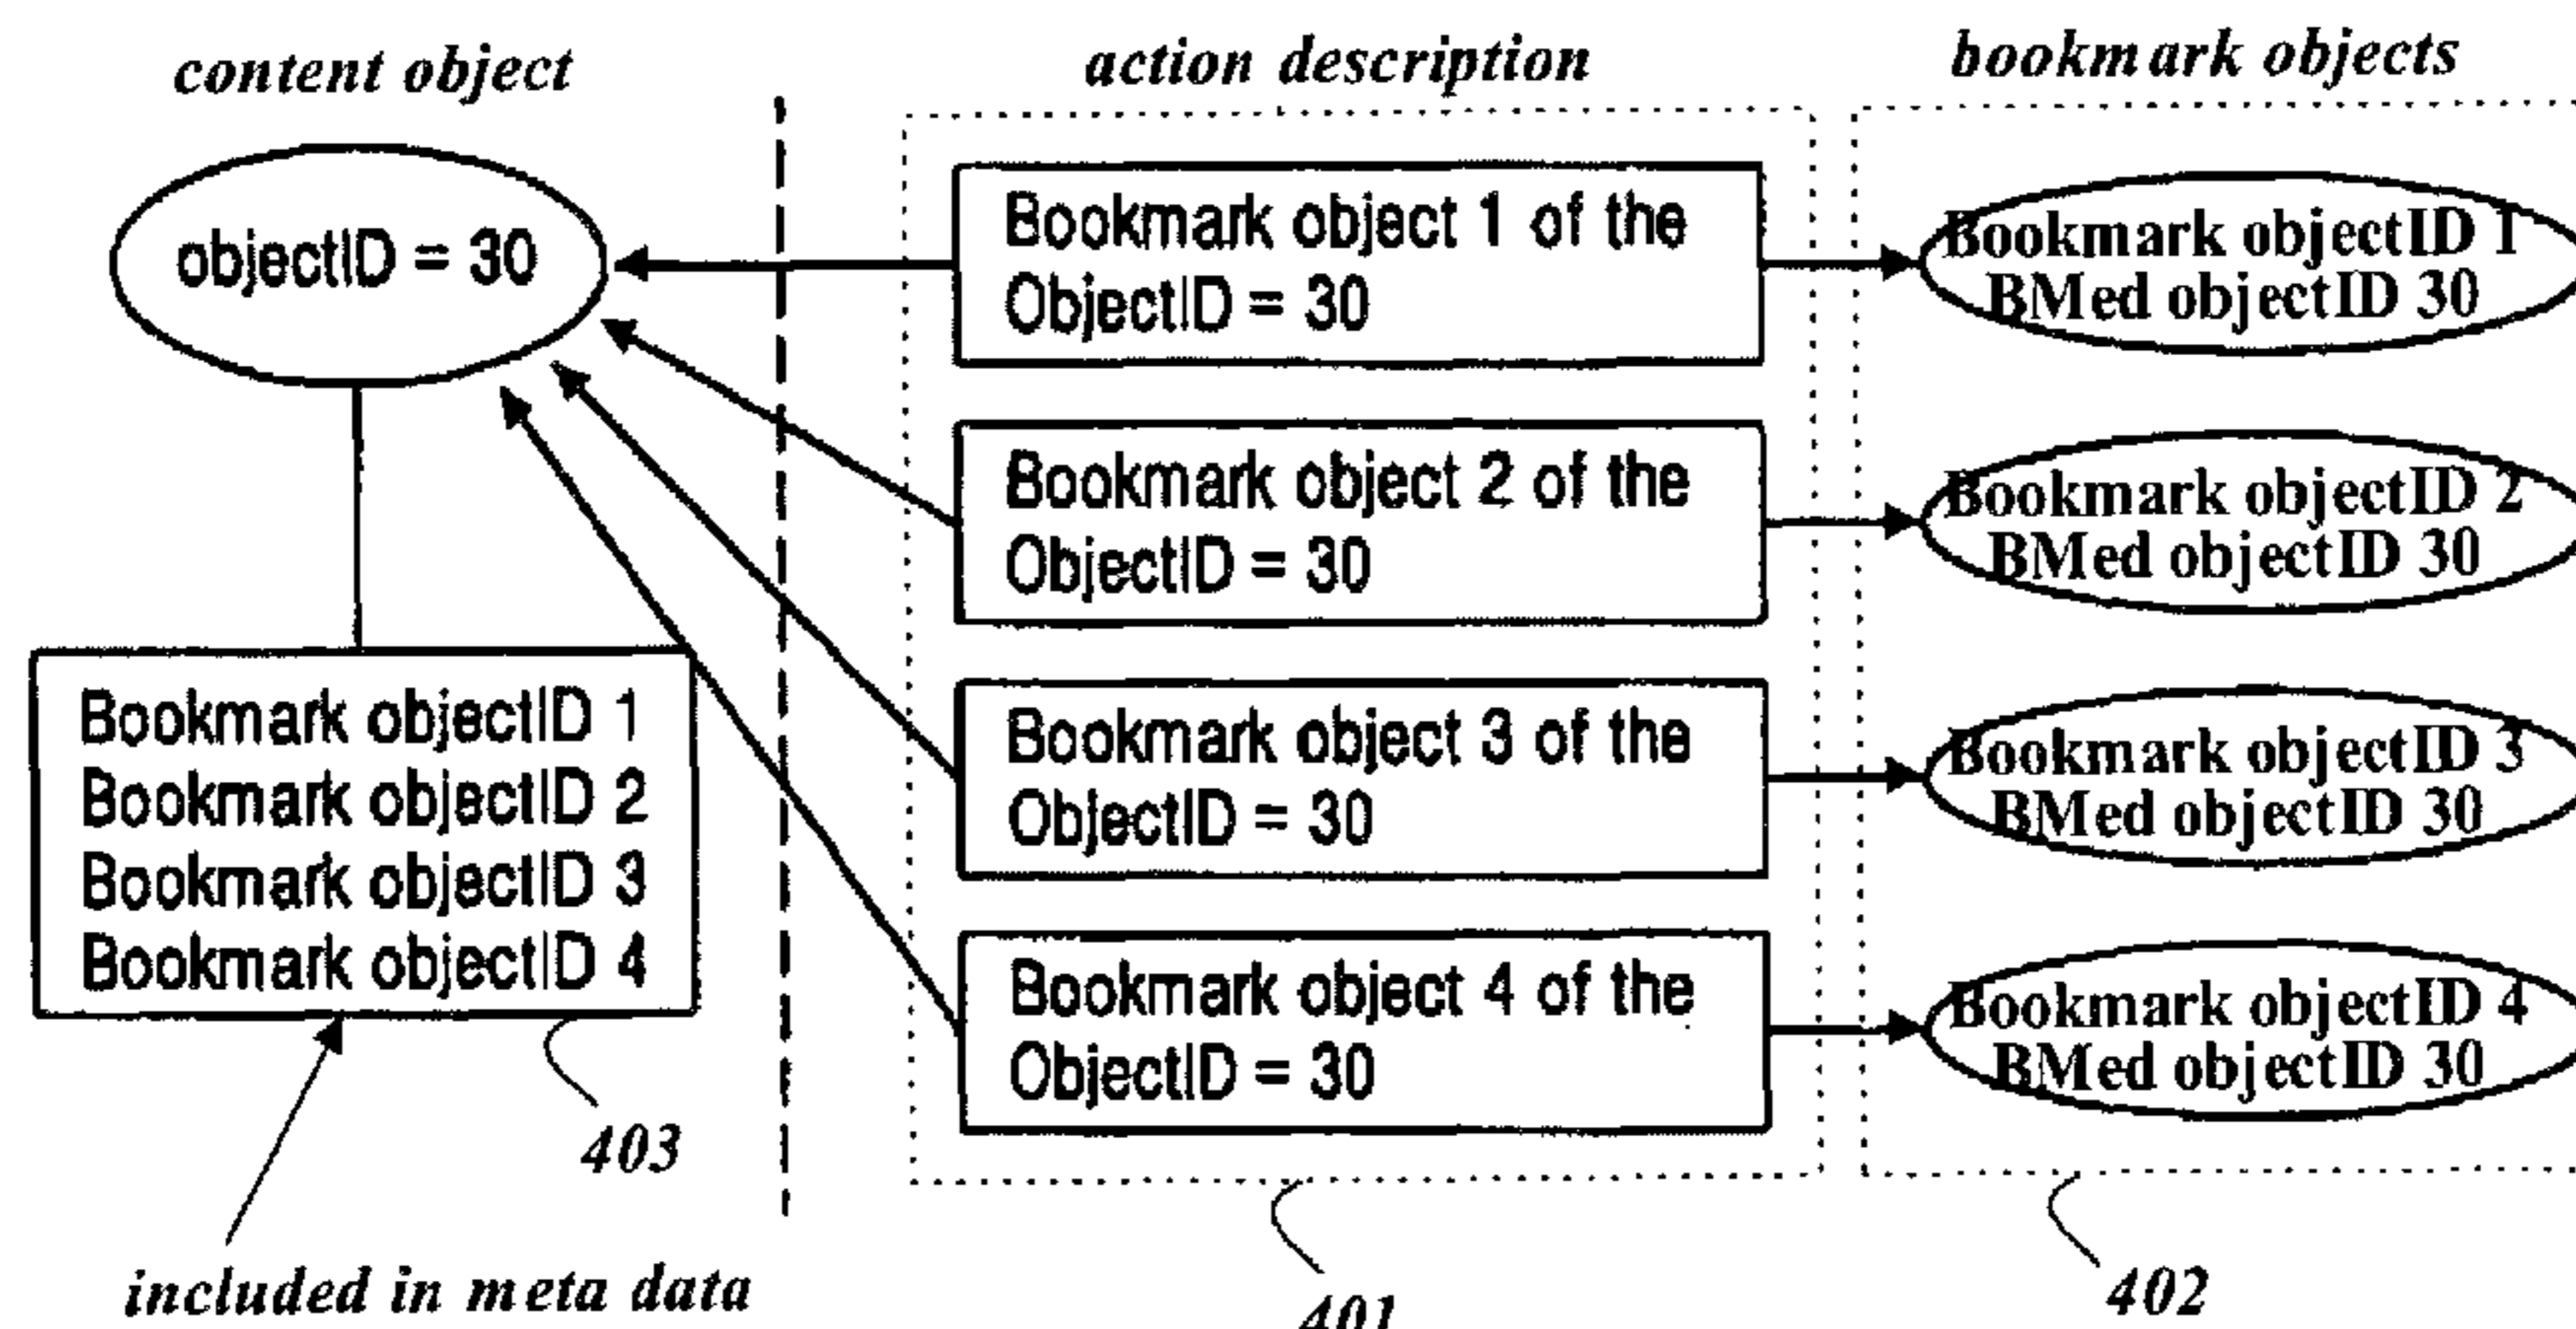 content object
action description
bookmark objects
objectID = 30
Bookmark object 1 of the
ObjectID = 30
Bookmark objectID 1
BMed objectID 30
Bookmark object 2 of the
ObjectID = 30
Bookmark objectID 2
BMed objectID 30
Bookmark objectID 1
Bookmark objectID 2
Bookmark objectID 3
Bookmark objectID 4
Bookmark object 3 of the
ObjectID = 30
Bookmark objectID 3
BMed objectID 30
Bookmark object 4 of the
ObjectID = 30
Bookmark objectID 4
BMed objectID 30
403
included in meta data
401
402